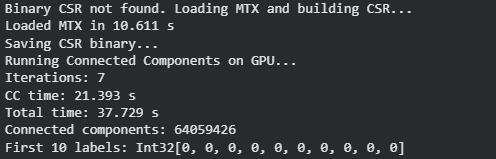 Binary CSR not found. Loading MTX and building CSR...
Loaded MTX in 10.611 s
Saving CSR binary...
Running Connected Components on GPU...
Iterations: 7
CC time: 21.393 s
Total time: 37.729 s
Connected components: 64059426
First 10 labels: Int32[0, 0, 0, 0, 0, 0, 0, 0, 0, 0]